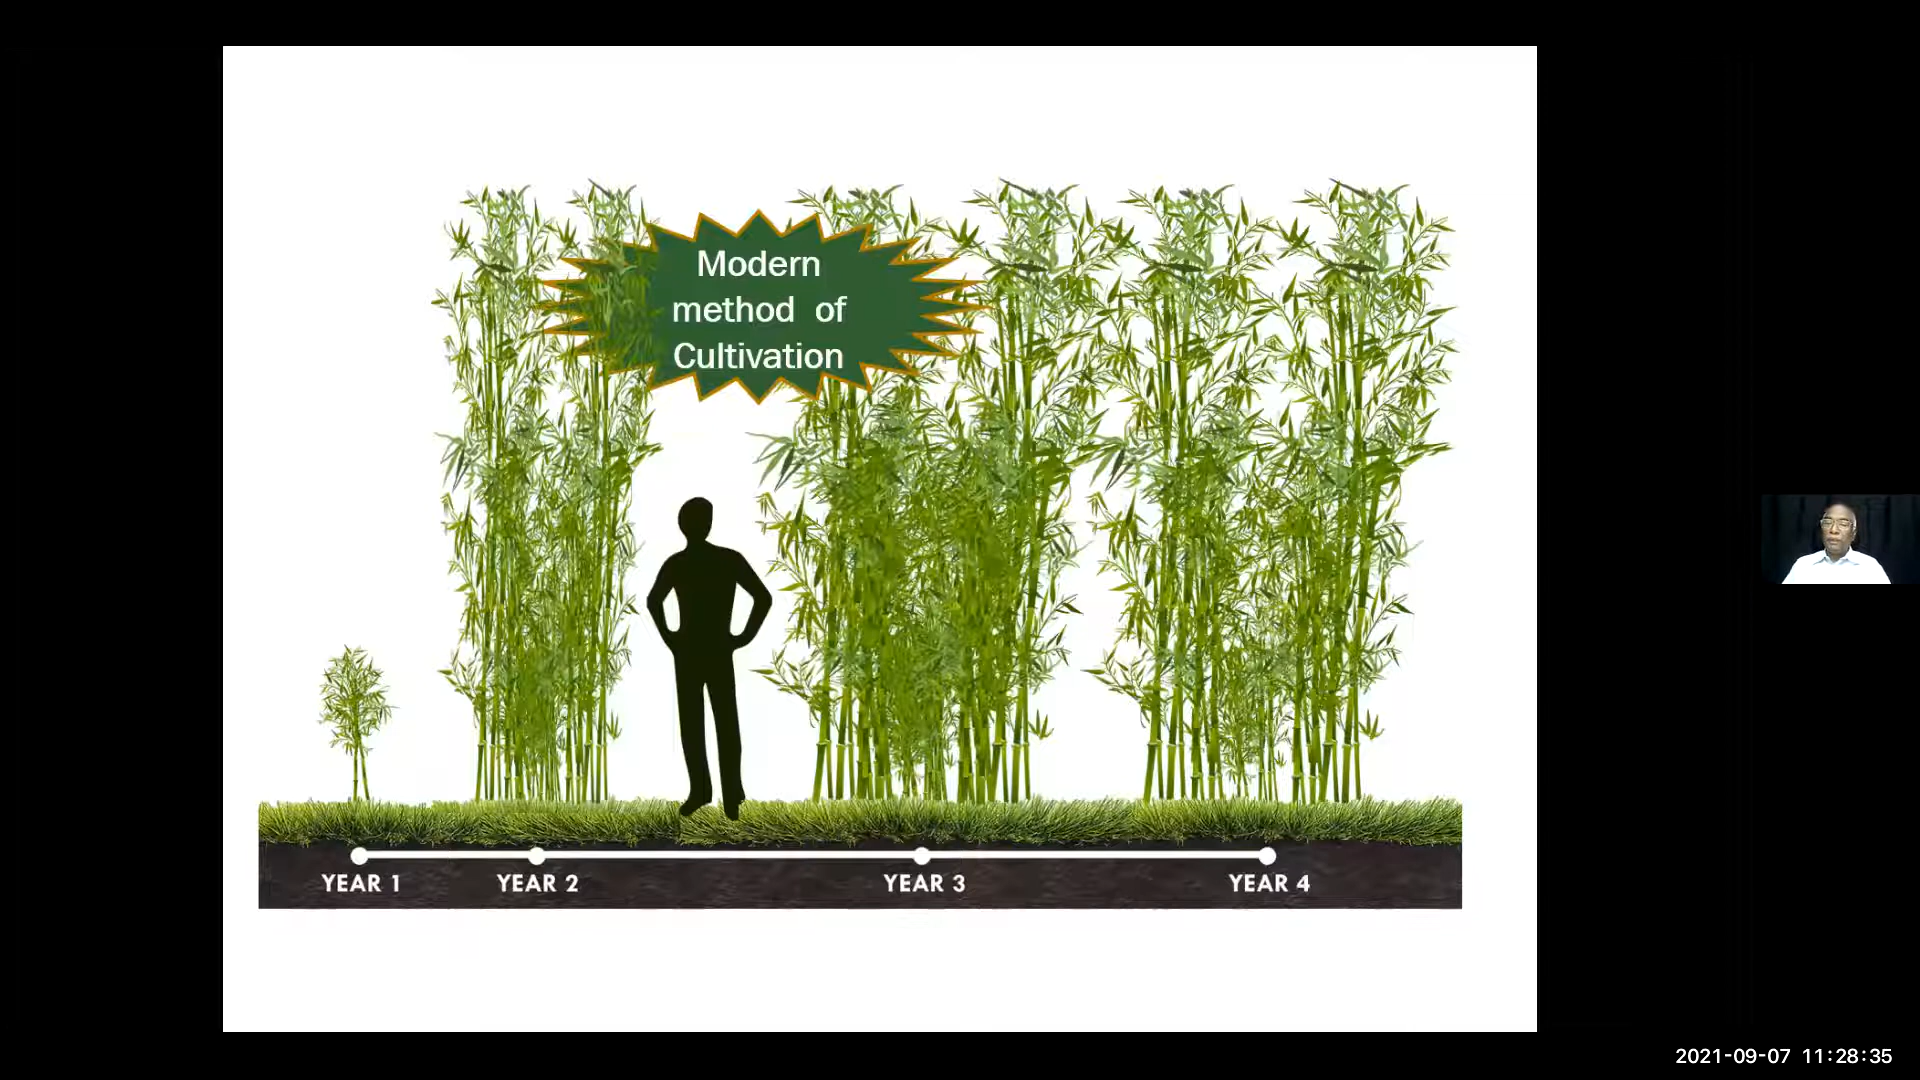 Modern
method of
Cultivation
YEAR 1
YEAR 2
YEAR 3
YEAR 4
2021-09-07 11:28:35